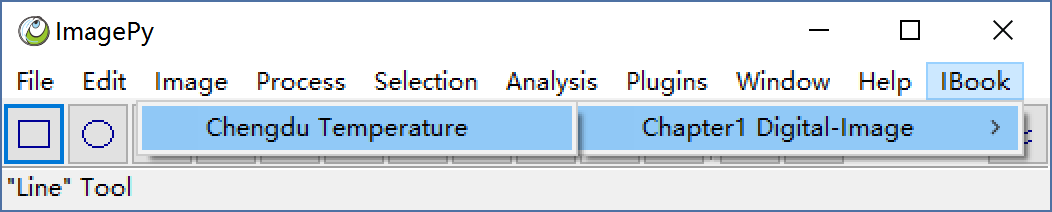 ImagePy
File Edit Image Process Selection Analysis Plugins Window Help IBook
Chengdu Temperature Chapter1 Digital-Image
"Line" Tool